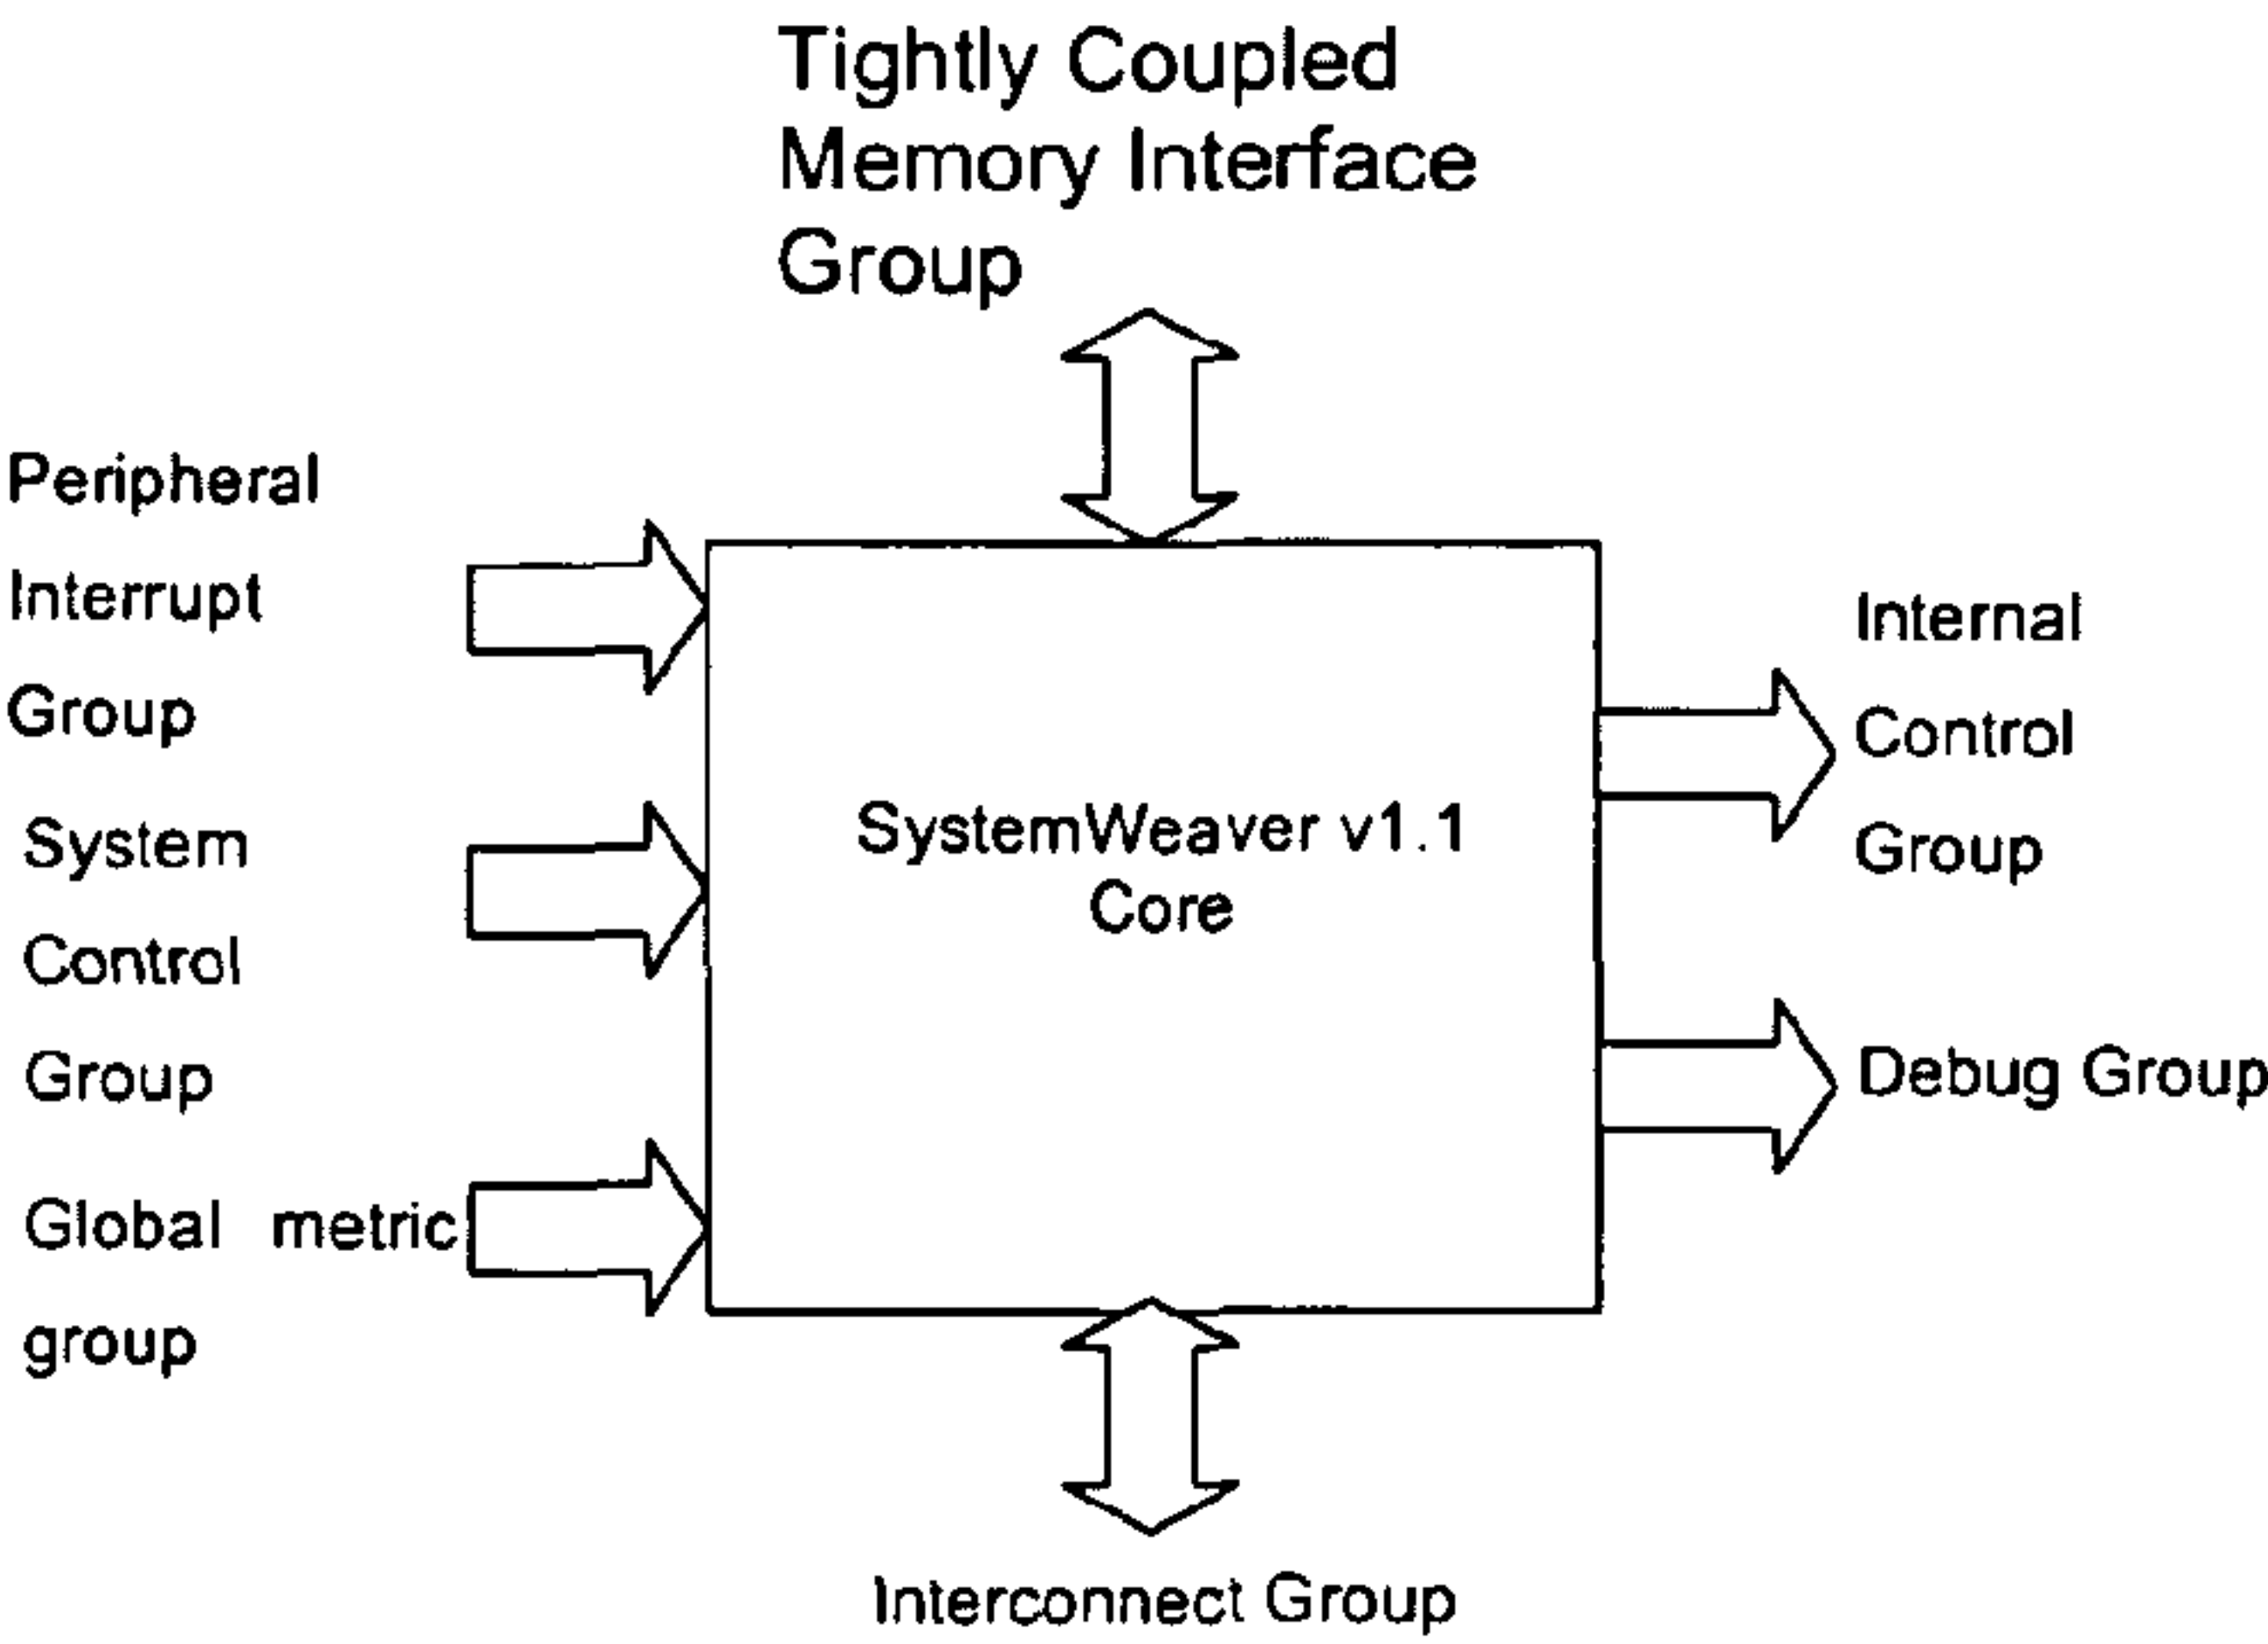 Tightly Coupled
Memory Interface
Group
Peripheral
Interrupt
Group
System
Control
Group
Global metric
group
SystemWeaver v1.1
Core
Internal
Control
Group
Debug Group
Interconnect Group